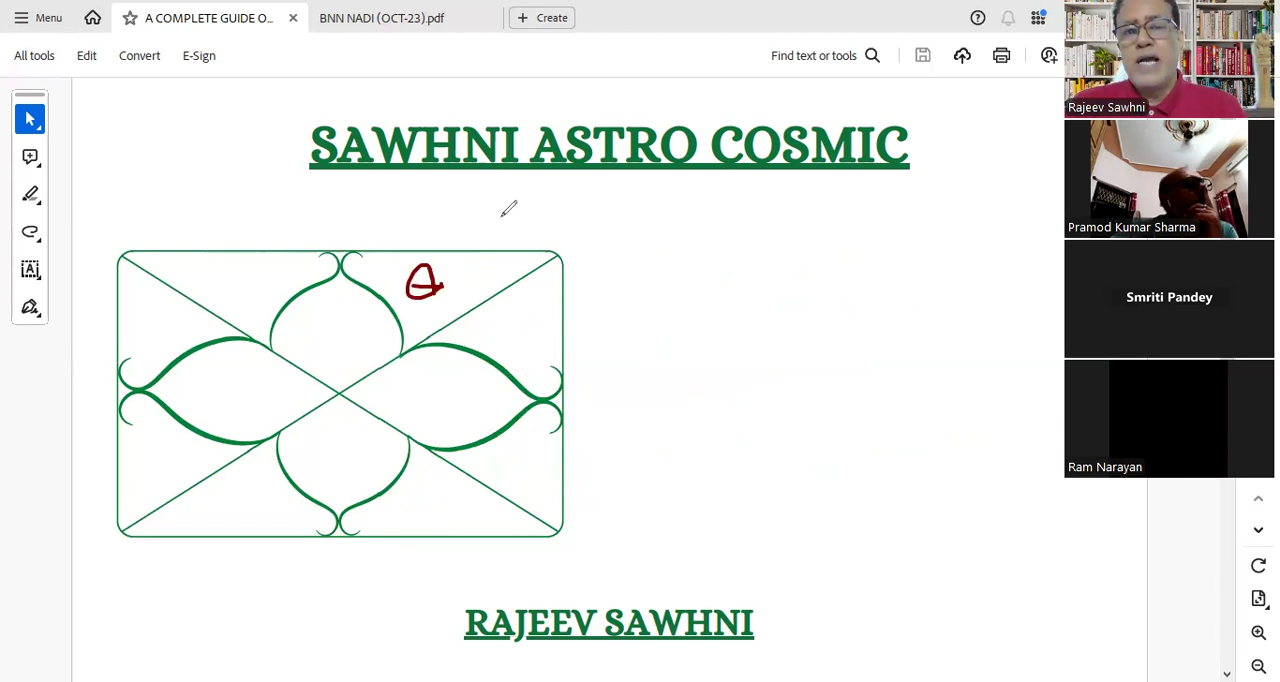 Menu
A COMPLETE GUIDE O...
BNN NADI (OCT-23).pdf
Create
All tools
Edit
Convert
E-Sign
Find text or tools
SAWHNI ASTRO COSMIC
RAJEEV SAWHNI
Rajeev Sawhni
Pramod Kumar Sharma
Smriti Pandey
Ram Narayan